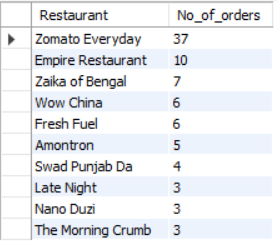 Restaurant No_of_orders
Zomato Everyday 37
Empire Restaurant 10
Zaika of Bengal 7
Wow China 6
Fresh Fuel 6
Amontron 5
Swad Punjab Da 4
Late Night 3
Nano Duzi 3
The Morning Crumb 3